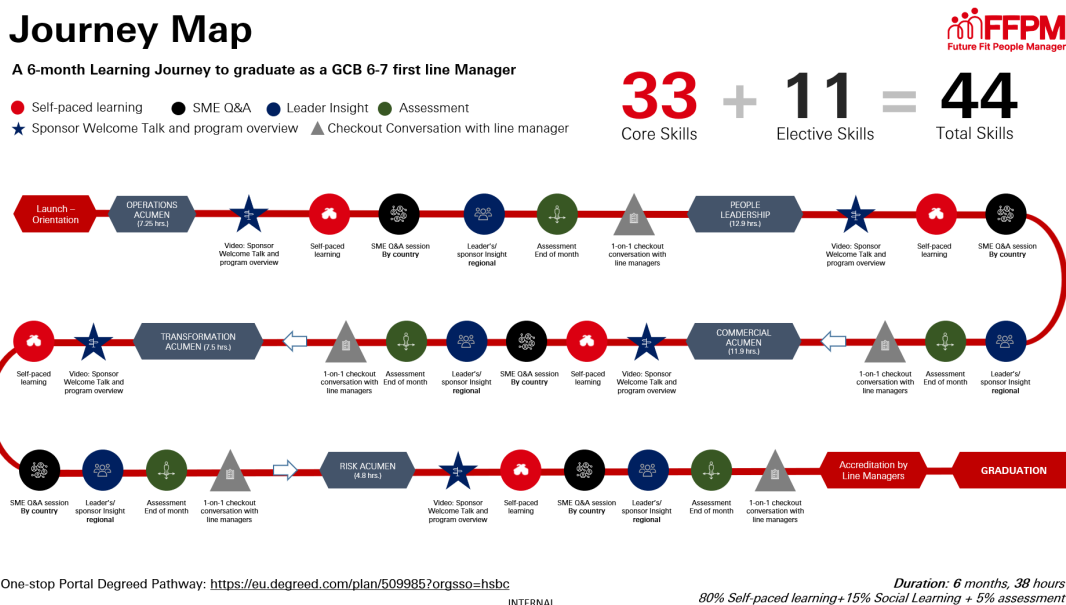 Journey Map
FFPM
Future Fit People Manager
A 6-month Learning Journey to graduate as a GCB 6-7 first line Manager
Self-paced learning
SME Q&A
Leader Insight
Assessment
Sponsor Welcome Talk and program overview
Checkout Conversation with line manager
33 + 11 = 44
Core Skills
Elective Skills
Total Skills
Launch –
Orientation
OPERATIONS
ACUMEN
(7.25 hrs.)
Video: Sponsor
Welcome Talk and
program overview
Self-paced
learning
SME Q&A session
By country
Leader's/
sponsor Insight
regional
Assessment
End of month
1-on-1 checkout
conversation with
line managers
PEOPLE
LEADERSHIP
(12.9 hrs.)
Video: Sponsor
Welcome Talk and
program overview
Self-paced
learning
SME Q&A session
By country
Self-paced
learning
Video: Sponsor
Welcome Talk and
program overview
TRANSFORMATION
ACUMEN (7.5 hrs.)
1-on-1 checkout
conversation with
line managers
Assessment
End of month
Leader's/
sponsor Insight
regional
SME Q&A session
By country
Self-paced
learning
Video: Sponsor
Welcome Talk and
program overview
COMMERCIAL
ACUMEN
(11.9 hrs.)
1-on-1 checkout
conversation with
line managers
Assessment
End of month
Leader's/
sponsor Insight
regional
SME Q&A session
By country
Leader's/
sponsor Insight
regional
Assessment
End of month
1-on-1 checkout
conversation with
line managers
RISK ACUMEN
(4.8 hrs.)
Video: Sponsor
Welcome Talk and
program overview
Self-paced
learning
SME Q&A session
By country
Leader's/
sponsor Insight
regional
Assessment
End of month
1-on-1 checkout
conversation with
line managers
Accreditation by
Line Managers
GRADUATION
One-stop Portal Degreed Pathway: https://eu.degreed.com/plan/509985?orgsso=hsbc
Duration: 6 months, 38 hours
80% Self-paced learning+15% Social Learning + 5% assessment
INTERNAL